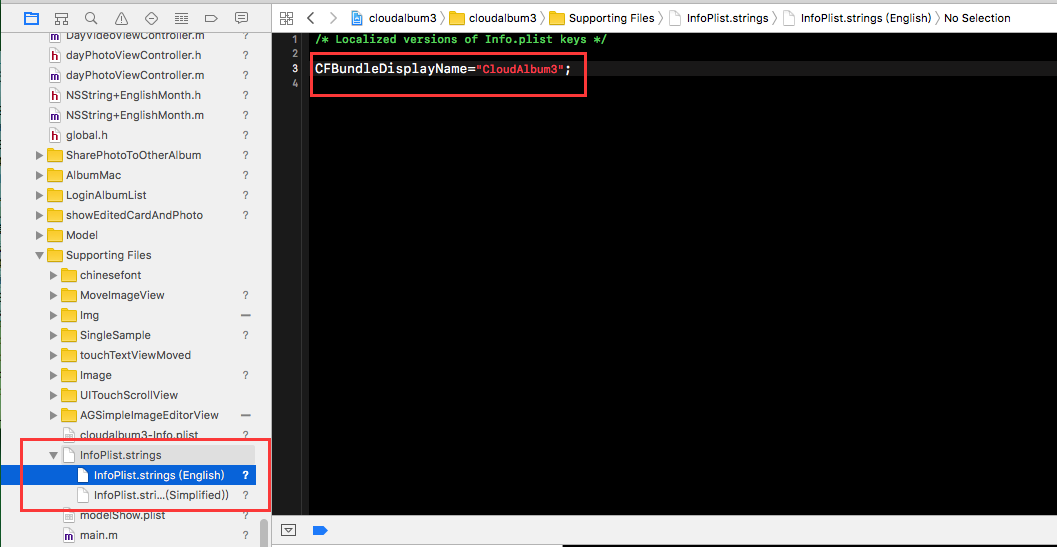 cloudalbum3 cloudalbum3 Supporting Files InfoPlist.strings InfoPlist.strings (English) No Selection
DayVideoViewController.m
h dayPhotoViewController.h ?
m dayPhotoViewController.m ?
h NSString+EnglishMonth.h ?
m NSString+EnglishMonth.m ?
h global.h ?
SharePhotoToOtherAlbum ?
AlbumMac ?
LoginAlbumList ?
showEditedCardAndPhoto ?
Model
Supporting Files
chinesefont
MoveImageView ?
Img
SingleSample ?
touchTextViewMoved
Image ?
UITouchScrollView
AGSimpleImageEditorView
cloudalbum3-Info.plist ?
InfoPlist.strings
InfoPlist.strings (English) ?
InfoPlist.stri...(Simplified)) ?
modelShow.plist ?
m main.m ?
1 /* Localized versions of Info.plist keys */
2
3 CFBundleDisplayName="CloudAlbum3";
4